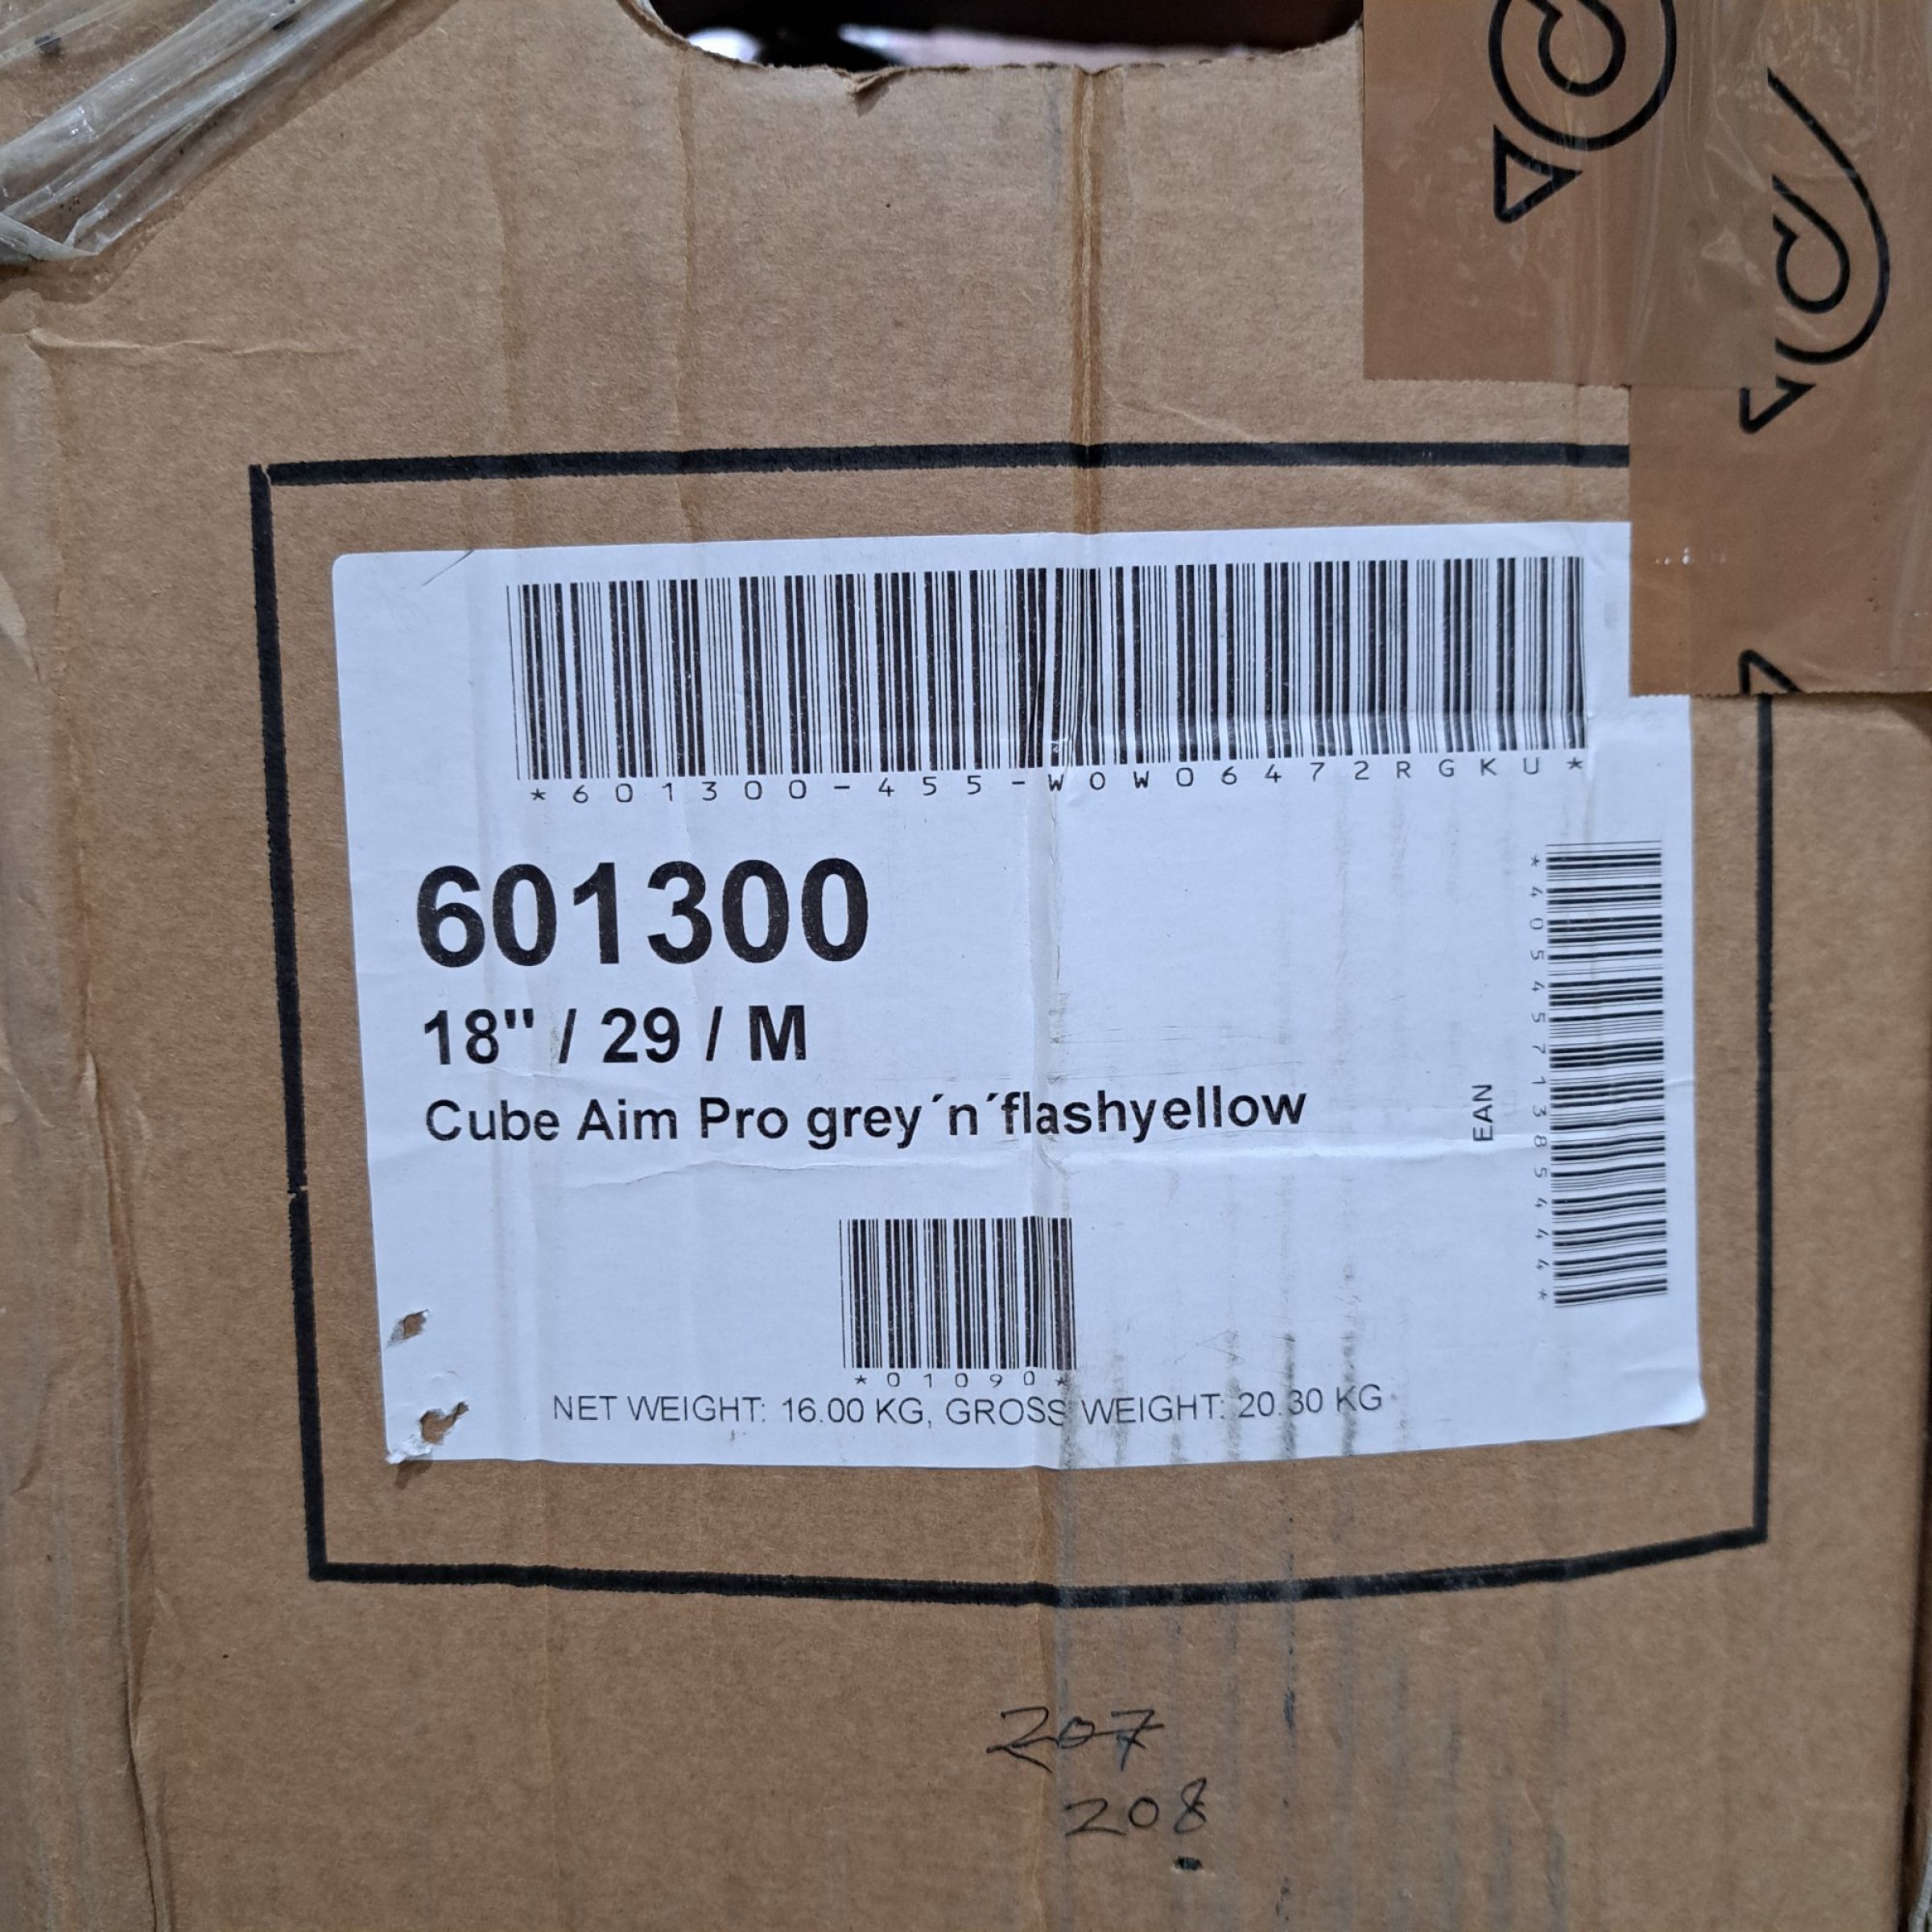 *601300-455-WOW06472RGKU*
601300
18" / 29 / M
Cube Aim Pro grey´n´flashyellow
EAN
*4054571385444*
*01090*
NET WEIGHT: 16.00 KG, GROSS WEIGHT: 20.30 KG
207
208